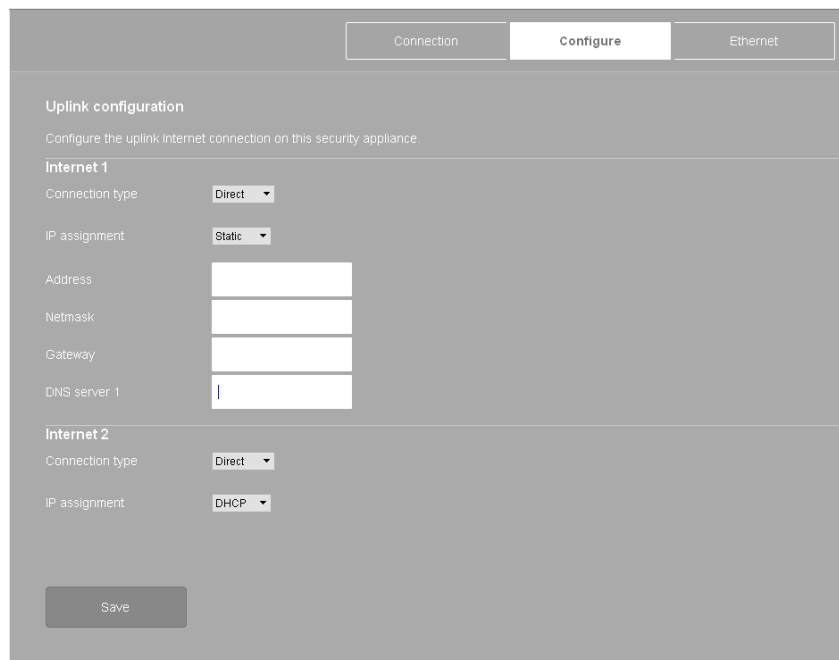 Connection
Configure
Ethernet
Uplink configuration
Configure the uplink Internet connection on this security appliance.
Internet 1
Connection type Direct
IP assignment Static
Address
Netmask
Gateway
DNS server 1
Internet 2
Connection type Direct
IP assignment DHCP
Save